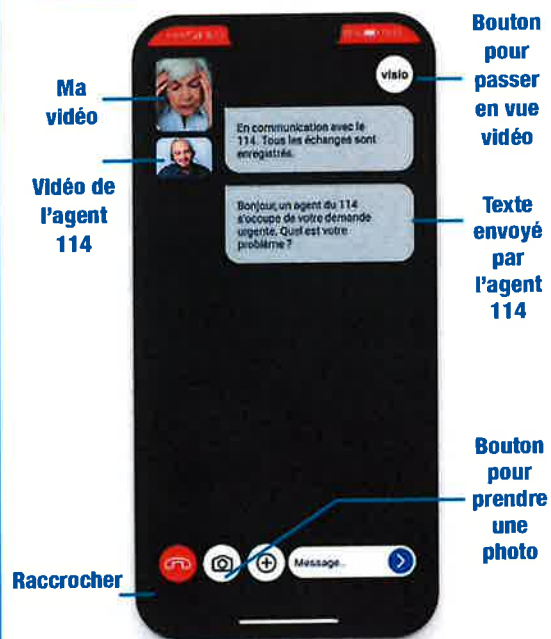 Bouton
pour
passer
en vue
vidéo
visio
Ma
vidéo
En communication avec le
114. Tous les échanges sont
enregistrés.
Vidéo de
l'agent
114
Bonjour, un agent du 114
s'occupe de votre demande
urgente. Quel est votre
problème ?
Texte
envoyé
par
l'agent
114
Bouton
pour
prendre
une
photo
Message..
Raccrocher